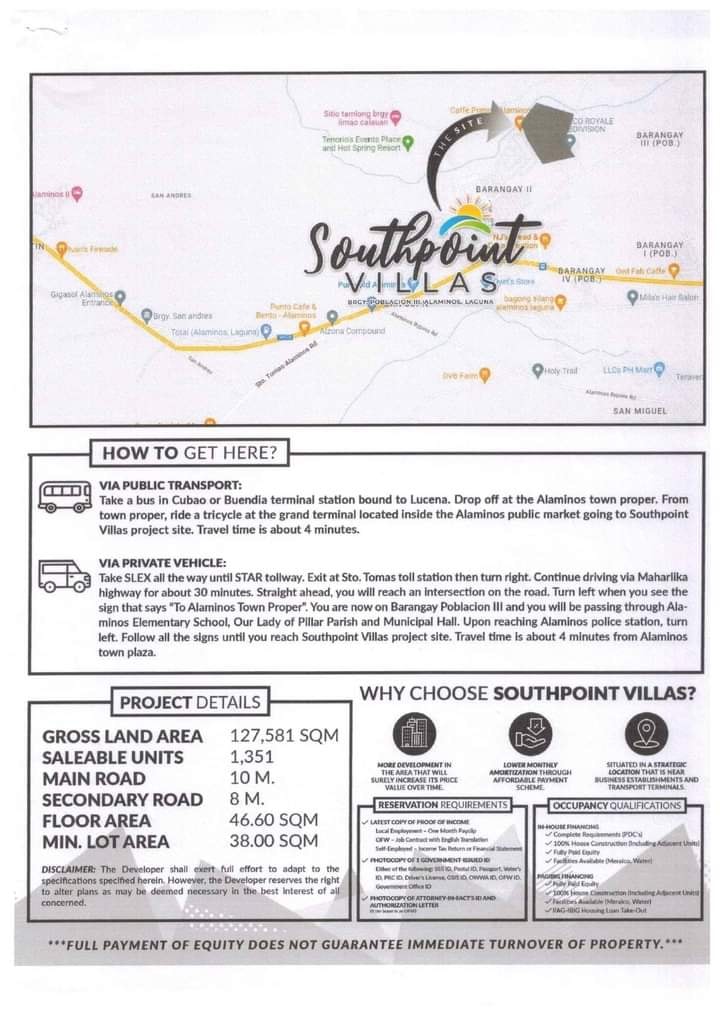 Sitio tamlong brgy
limao calauan
Tenorio's Events Place
and Hot Spring Resort
THE SITE
CO ROYALE
DIVISION
BARANGAY
III (POB.)
BARANGAY II
SAN ANDRES
Southpoint
VILLAS
BRGY. POBLACION III, ALAMINOS, LAGUNA
BARANGAY
I (POB.)
BARANGAY
IV (POB.)
Ord Fab Caffe
Mila's Hair Salon
Gigasol Alaminos
Entrance
Brgy. San andres
Total (Alaminos, Laguna)
Punto Cafe &
Bento - Alaminos
Alzona Compound
bagong silang
alaminos laguna
San Andres
Sto. Tomas Alaminos Rd
DVB Farm
Holy Trad
LLCs PH Mart
SAN MIGUEL
HOW TO GET HERE?
VIA PUBLIC TRANSPORT:
Take a bus in Cubao or Buendia terminal station bound to Lucena. Drop off at the Alaminos town proper. From
town proper, ride a tricycle at the grand terminal located inside the Alaminos public market going to Southpoint
Villas project site. Travel time is about 4 minutes.
VIA PRIVATE VEHICLE:
Take SLEX all the way until STAR tollway. Exit at Sto. Tomas toll station then turn right. Continue driving via Maharlika
highway for about 30 minutes. Straight ahead, you will reach an intersection on the road. Turn left when you see the
sign that says "To Alaminos Town Proper". You are now on Barangay Poblacion III and you will be passing through Ala-
minos Elementary School, Our Lady of Pillar Parish and Municipal Hall. Upon reaching Alaminos police station, turn
left. Follow all the signs until you reach Southpoint Villas project site. Travel time is about 4 minutes from Alaminos
town plaza.
PROJECT DETAILS
GROSS LAND AREA 127,581 SQM
SALEABLE UNITS 1,351
MAIN ROAD 10 M.
SECONDARY ROAD 8 M.
FLOOR AREA 46.60 SQM
MIN. LOT AREA 38.00 SQM
DISCLAIMER: The Developer shall exert full effort to adapt to the
specifications specified herein. However, the Developer reserves the right
to alter plans as may be deemed necessary in the best interest of all
concerned.
WHY CHOOSE SOUTHPOINT VILLAS?
MORE DEVELOPMENT IN
THE AREA THAT WILL
SURELY INCREASE ITS PRICE
VALUE OVER TIME.
LOWER MONTHLY
AMORTIZATION THROUGH
AFFORDABLE PAYMENT
SCHEME.
SITUATED IN A STRATEGIC
LOCATION THAT IS NEAR
BUSINESS ESTABLISHMENTS AND
TRANSPORT TERMINALS.
RESERVATION REQUIREMENTS
✓ LATEST COPY OF PROOF OF INCOME
Local Employment - One Month Payslip
OFW - Job Contract with English Translation
Self-Employed - Income Tax Return or Financial Statement
✓ PHOTOCOPY OF 1 GOVERNMENT ISSUED ID
Either of the following: SSS ID, Postal ID, Passport, Voter's
ID, PRC ID, Driver's License, GSIS ID, OWWA ID, OFW ID,
Government Office ID
✓ PHOTOCOPY OF ATTORNEY-IN-FACT'S ID AND
AUTHORIZATION LETTER
OCCUPANCY QUALIFICATIONS
IN-HOUSE FINANCING
✓ Complete Requirements (PDC's)
✓ 100% House Construction (Including Adjacent Units)
✓ Fully Paid Equity
✓ Facilities Available (Meralco, Water)
PAGIBIG FINANCING
✓ Fully Paid Equity
✓ 100% House Construction (Including Adjacent Units)
✓ Facilities Available (Meralco, Water)
✓ PAG-IBIG Housing Loan Take-Out
***FULL PAYMENT OF EQUITY DOES NOT GUARANTEE IMMEDIATE TURNOVER OF PROPERTY.***